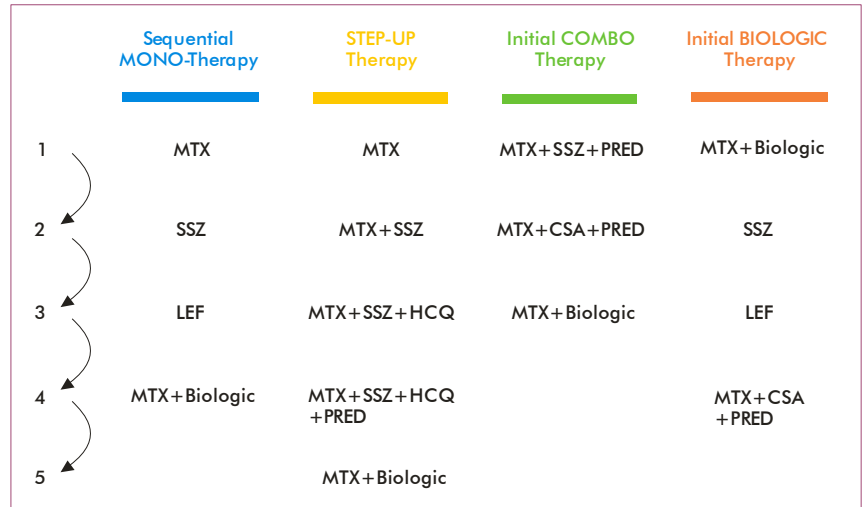 Sequential
MONO-Therapy
STEP-UP
Therapy
Initial COMBO
Therapy
Initial BIOLOGIC
Therapy
1
MTX
MTX
MTX+SSZ+PRED
MTX+Biologic
2
SSZ
MTX+SSZ
MTX+CSA+PRED
SSZ
3
LEF
MTX+SSZ+HCQ
MTX+Biologic
LEF
4
MTX+Biologic
MTX+SSZ+HCQ
+PRED
MTX+CSA
+PRED
5
MTX+Biologic